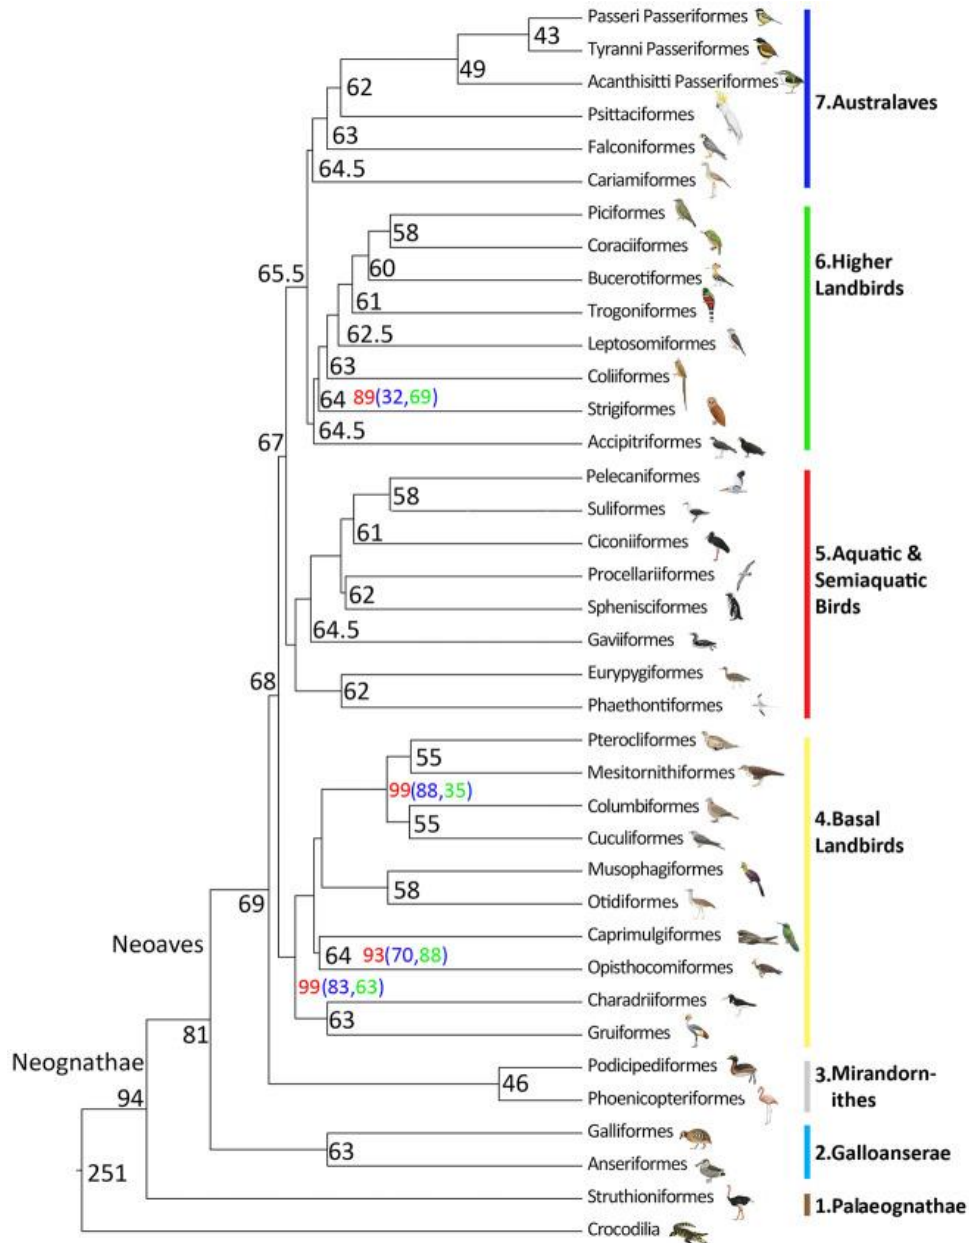 Passeri Passeriformes
43
Tyranni Passeriformes
49
Acanthisitti Passeriformes
62
7.Australaves
Psittaciformes
63
Falconiformes
64.5
Cariamiformes
Piciformes
58
Coraciiformes
65.5
60
Bucerotiformes
6.Higher
Landbirds
61
Trogoniformes
62.5
Leptosomiformes
63
Coliiformes
64 89(32,69)
Strigiformes
67
64.5
Accipitriformes
Pelecaniformes
58
Suliformes
61
Ciconiiformes
5.Aquatic &
Semiaquatic
Birds
Procellariiformes
62
Sphenisciformes
64.5
Gaviiformes
Eurypygiformes
68
62
Phaethontiformes
Pterocliformes
55
Mesitornithiformes
99(88,35)
Columbiformes
55
Cuculiformes
4.Basal
Landbirds
Musophagiformes
58
69
Otidiformes
Neoaves
Caprimulgiformes
64 93(70,88)
Opisthocomiformes
99(83,63)
Charadriiformes
63
81
Gruiformes
Neognathae
Podicipediformes
46
3.Mirandorn-
ithes
94
Phoenicopteriformes
Galliformes
63
2.Galloanserae
251
Anseriformes
Struthioniformes
1.Palaeognathae
Crocodilia